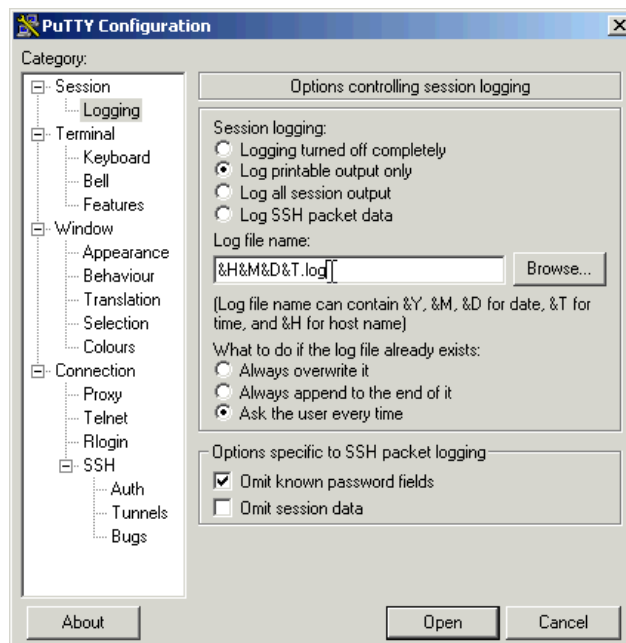 PuTTY Configuration
Category:
Session
Logging
Terminal
Keyboard
Bell
Features
Window
Appearance
Behaviour
Translation
Selection
Colours
Connection
Proxy
Telnet
Rlogin
SSH
Auth
Tunnels
Bugs
Options controlling session logging
Session logging:
Logging turned off completely
Log printable output only
Log all session output
Log SSH packet data
Log file name:
&H&M&D&T.log
Browse...
(Log file name can contain &Y, &M, &D for date, &T for
time, and &H for host name)
What to do if the log file already exists:
Always overwrite it
Always append to the end of it
Ask the user every time
Options specific to SSH packet logging
Omit known password fields
Omit session data
About
Open
Cancel